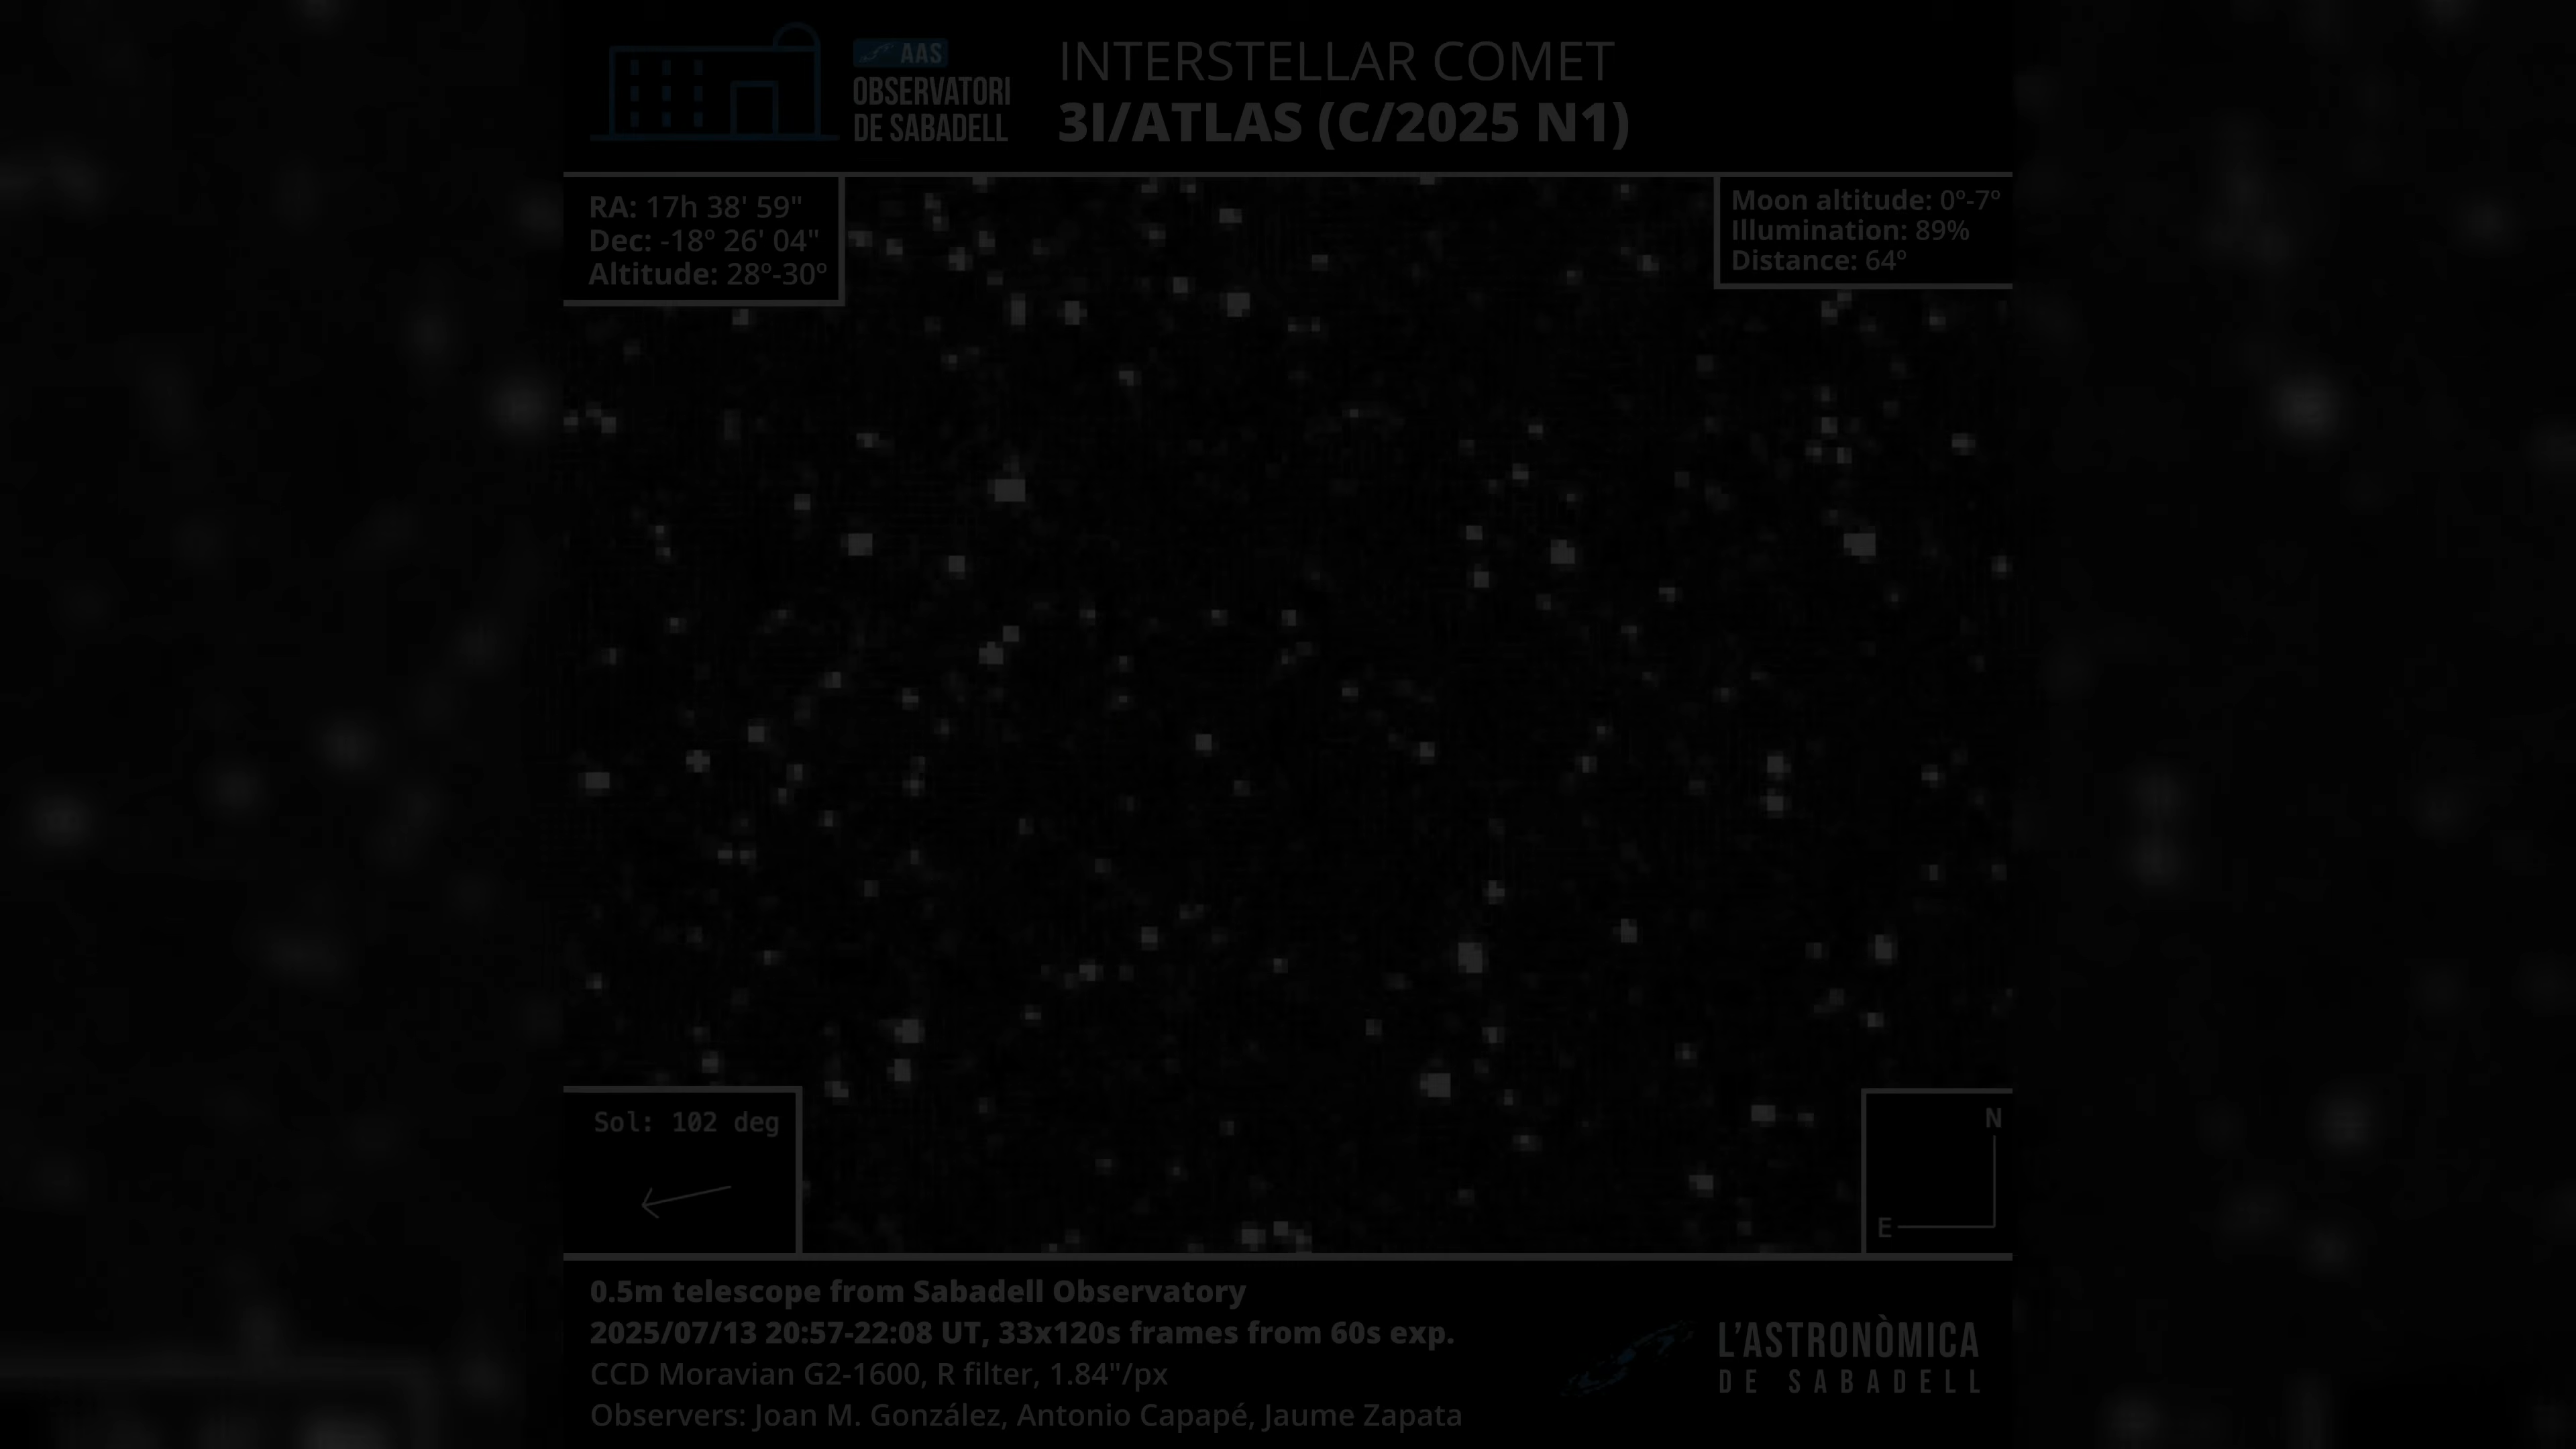 AAS
OBSERVATORI
DE SABADELL
INTERSTELLAR COMET
3I/ATLAS (C/2025 N1)
RA: 17h 38' 59"
Dec: -18º 26' 04"
Altitude: 28º-30º
Moon altitude: 0º-7º
Illumination: 89%
Distance: 64º
Sol: 102 deg
N
E
0.5m telescope from Sabadell Observatory
2025/07/13 20:57-22:08 UT, 33x120s frames from 60s exp.
CCD Moravian G2-1600, R filter, 1.84"/px
Observers: Joan M. González, Antonio Capapé, Jaume Zapata
L'ASTRONÒMICA
DE SABADELL